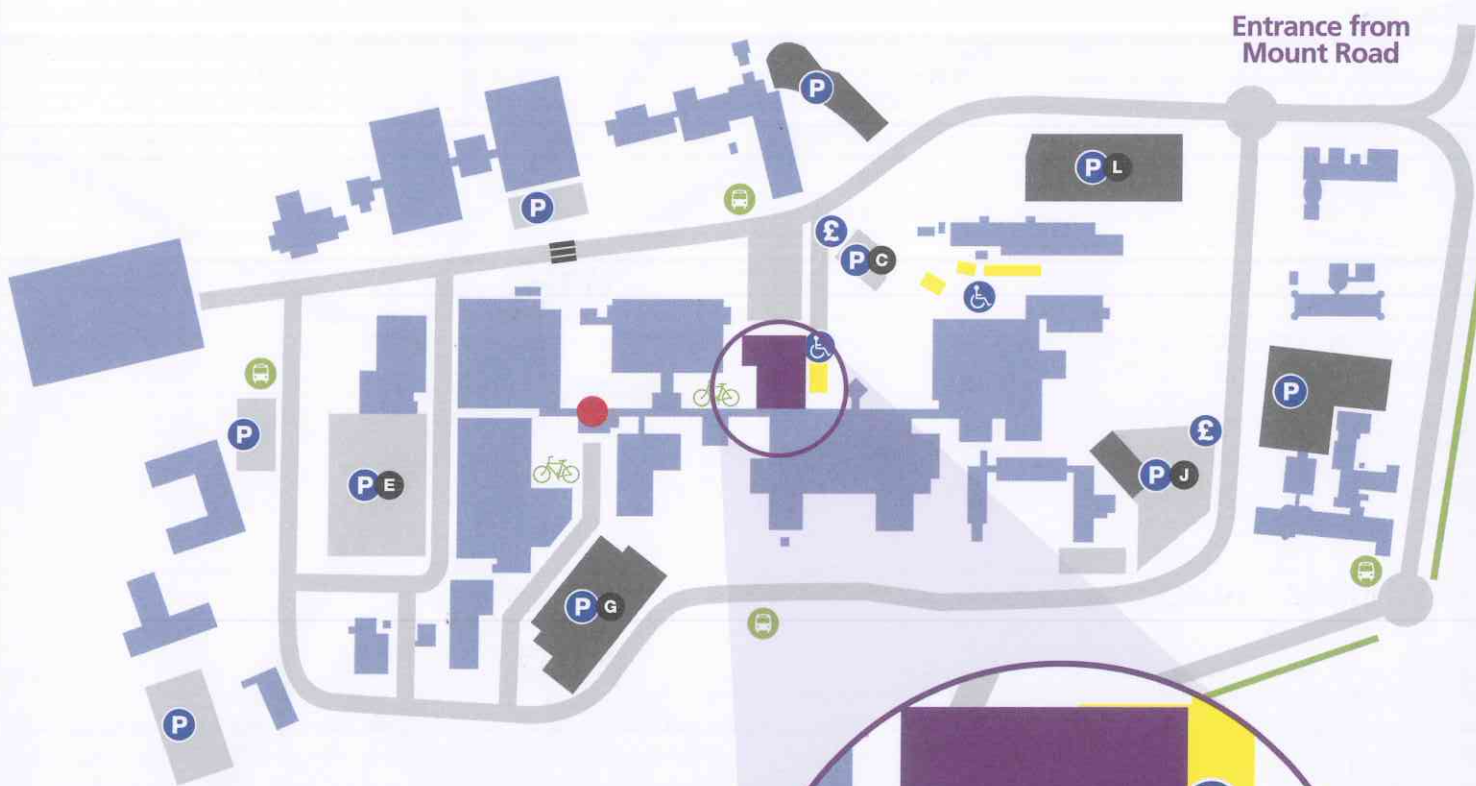 Entrance from
Mount Road
P
P L
P
£
P C
P
P
£
P E
P J
P G
P